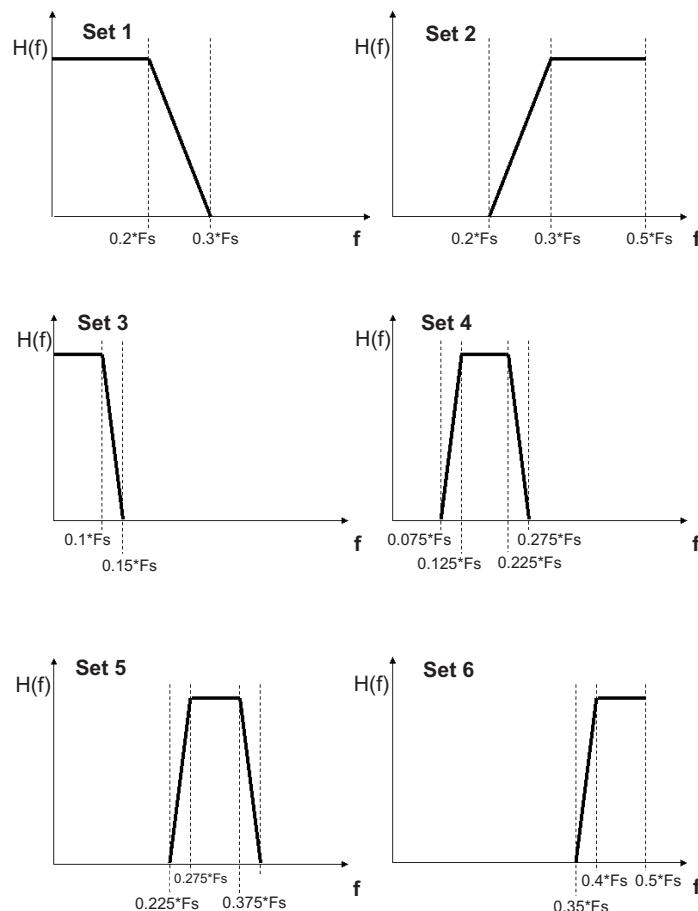 Set 1
H(f)
0.2*Fs
0.3*Fs
f
Set 2
H(f)
0.2*Fs
0.3*Fs
0.5*Fs
f
Set 3
H(f)
0.1*Fs
0.15*Fs
f
Set 4
H(f)
0.075*Fs
0.125*Fs
0.225*Fs
0.275*Fs
f
Set 5
H(f)
0.225*Fs
0.275*Fs
0.375*Fs
f
Set 6
H(f)
0.35*Fs
0.4*Fs
0.5*Fs
f